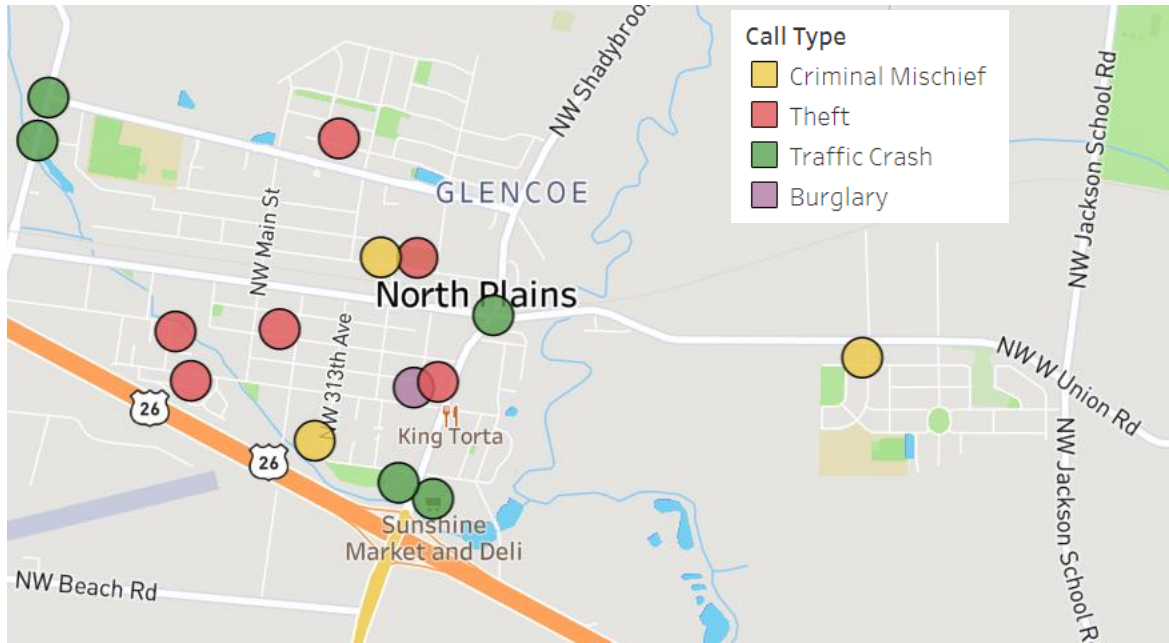 Call Type
Criminal Mischief
Theft
Traffic Crash
Burglary
NW Shadybroo
NW Jackson School Rd
GLENCOE
NW Main St
North Plains
NW 313th Ave
NW W Union Rd
26
King Torta
26
NW Jackson School R
Sunshine
Market and Deli
NW Beach Rd